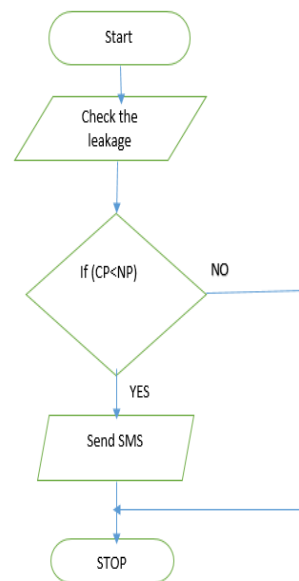 Start
Check the
leakage
If (CP<NP)
NO
YES
Send SMS
STOP